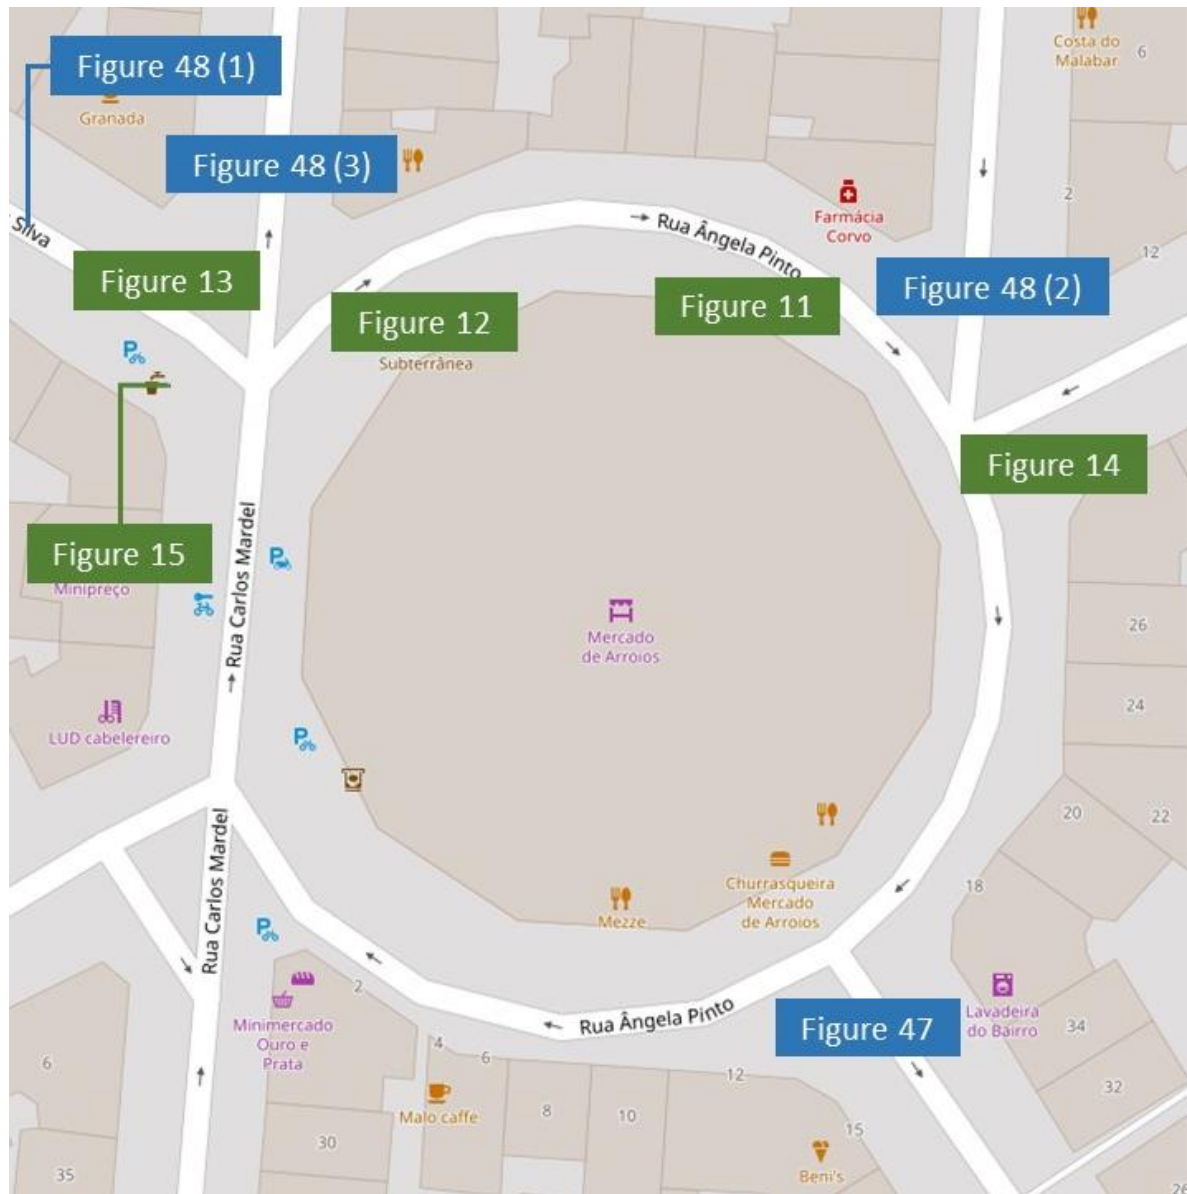 Costa do
Malabar
6
Figure 48 (1)
Granada
Figure 48 (3)
2
Farmácia
Corvo
Silva
Rua Ângela Pinto
12
Figure 13
Figure 48 (2)
Figure 12
Figure 11
Subterrânea
Figure 14
Figure 15
Minipreço
Rua Carlos Mardel
Mercado
de Arroios
26
24
LUD cabelereiro
20
22
Rua Carlos Mardel
Churrasqueira
Mercado
de Arroios
18
Mezze
2
Minimercado
Ouro e
Prata
Rua Ângela Pinto
Figure 47
Lavadeira
do Bairro
34
4
6
12
32
6
Malo caffe
8
10
30
15
Beni's
35
26